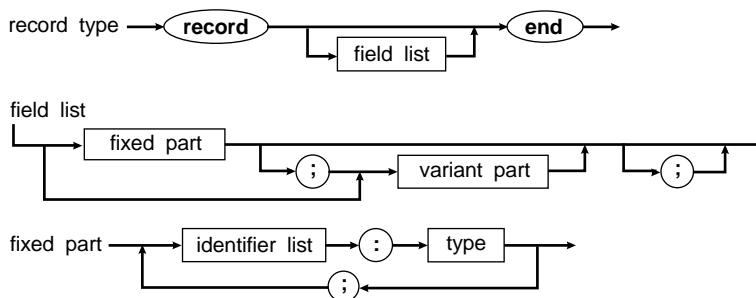 record type record end
field list
field list
fixed part ; variant part ;
fixed part identifier list : type
;